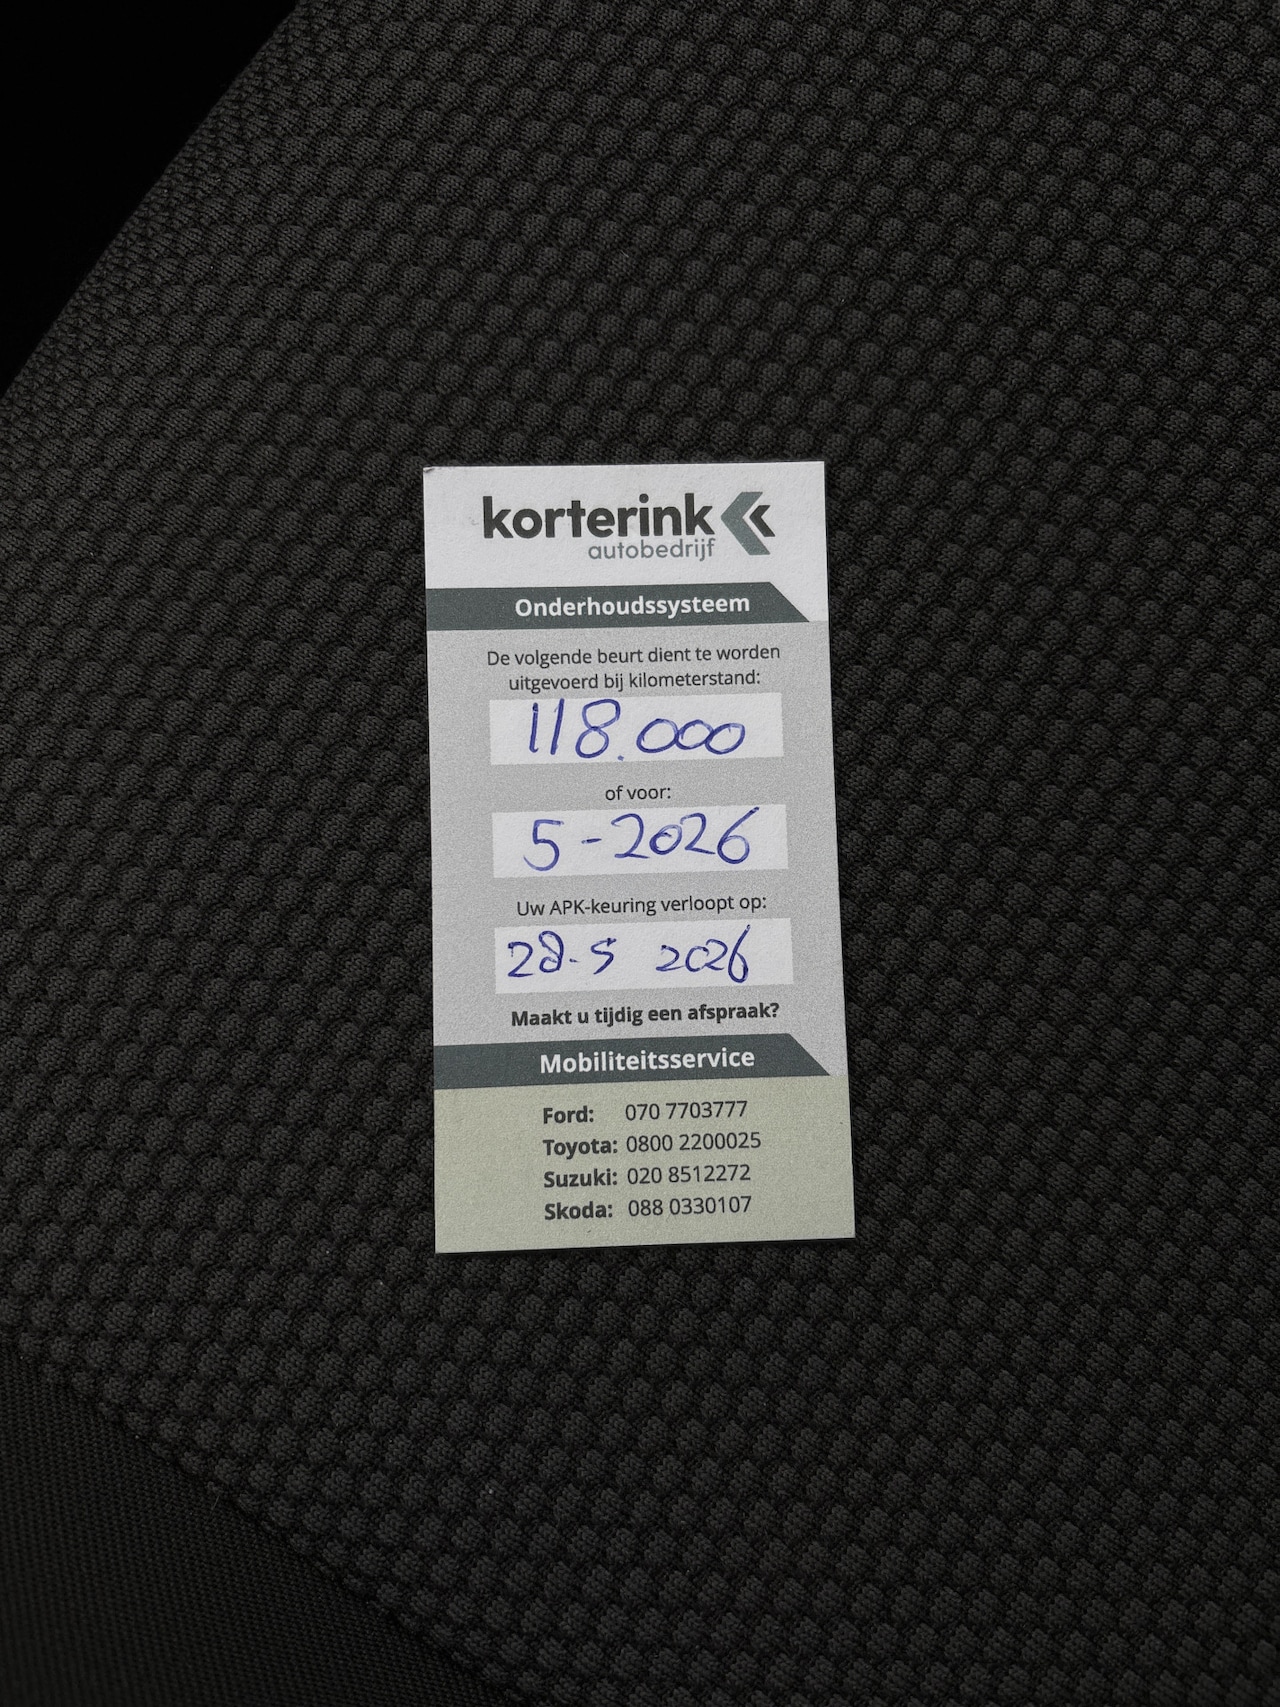 korterink
autobedrijf
Onderhoudssysteem
De volgende beurt dient te worden
uitgevoerd bij kilometerstand:
118.000
of voor:
5-2026
Uw APK-keuring verloopt op:
28-5 2026
Maakt u tijdig een afspraak?
Mobiliteitsservice
Ford: 070 7703777
Toyota: 0800 2200025
Suzuki: 020 8512272
Skoda: 088 0330107